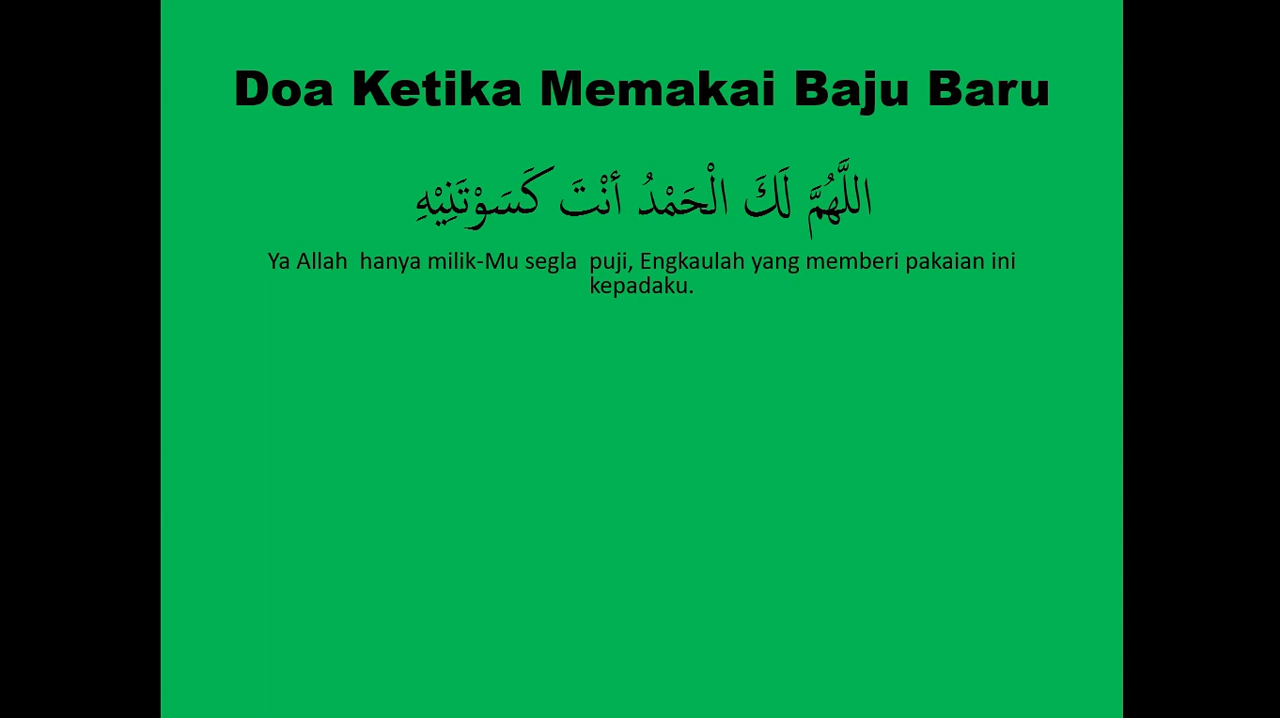 Doa Ketika Memakai Baju Baru
اللَّهُمَّ لَكَ الْحَمْدُ أنْتَ كَسَوْتَنِيْهِ
Ya Allah  hanya milik-Mu segla  puji, Engkaulah yang memberi pakaian ini
kepadaku.